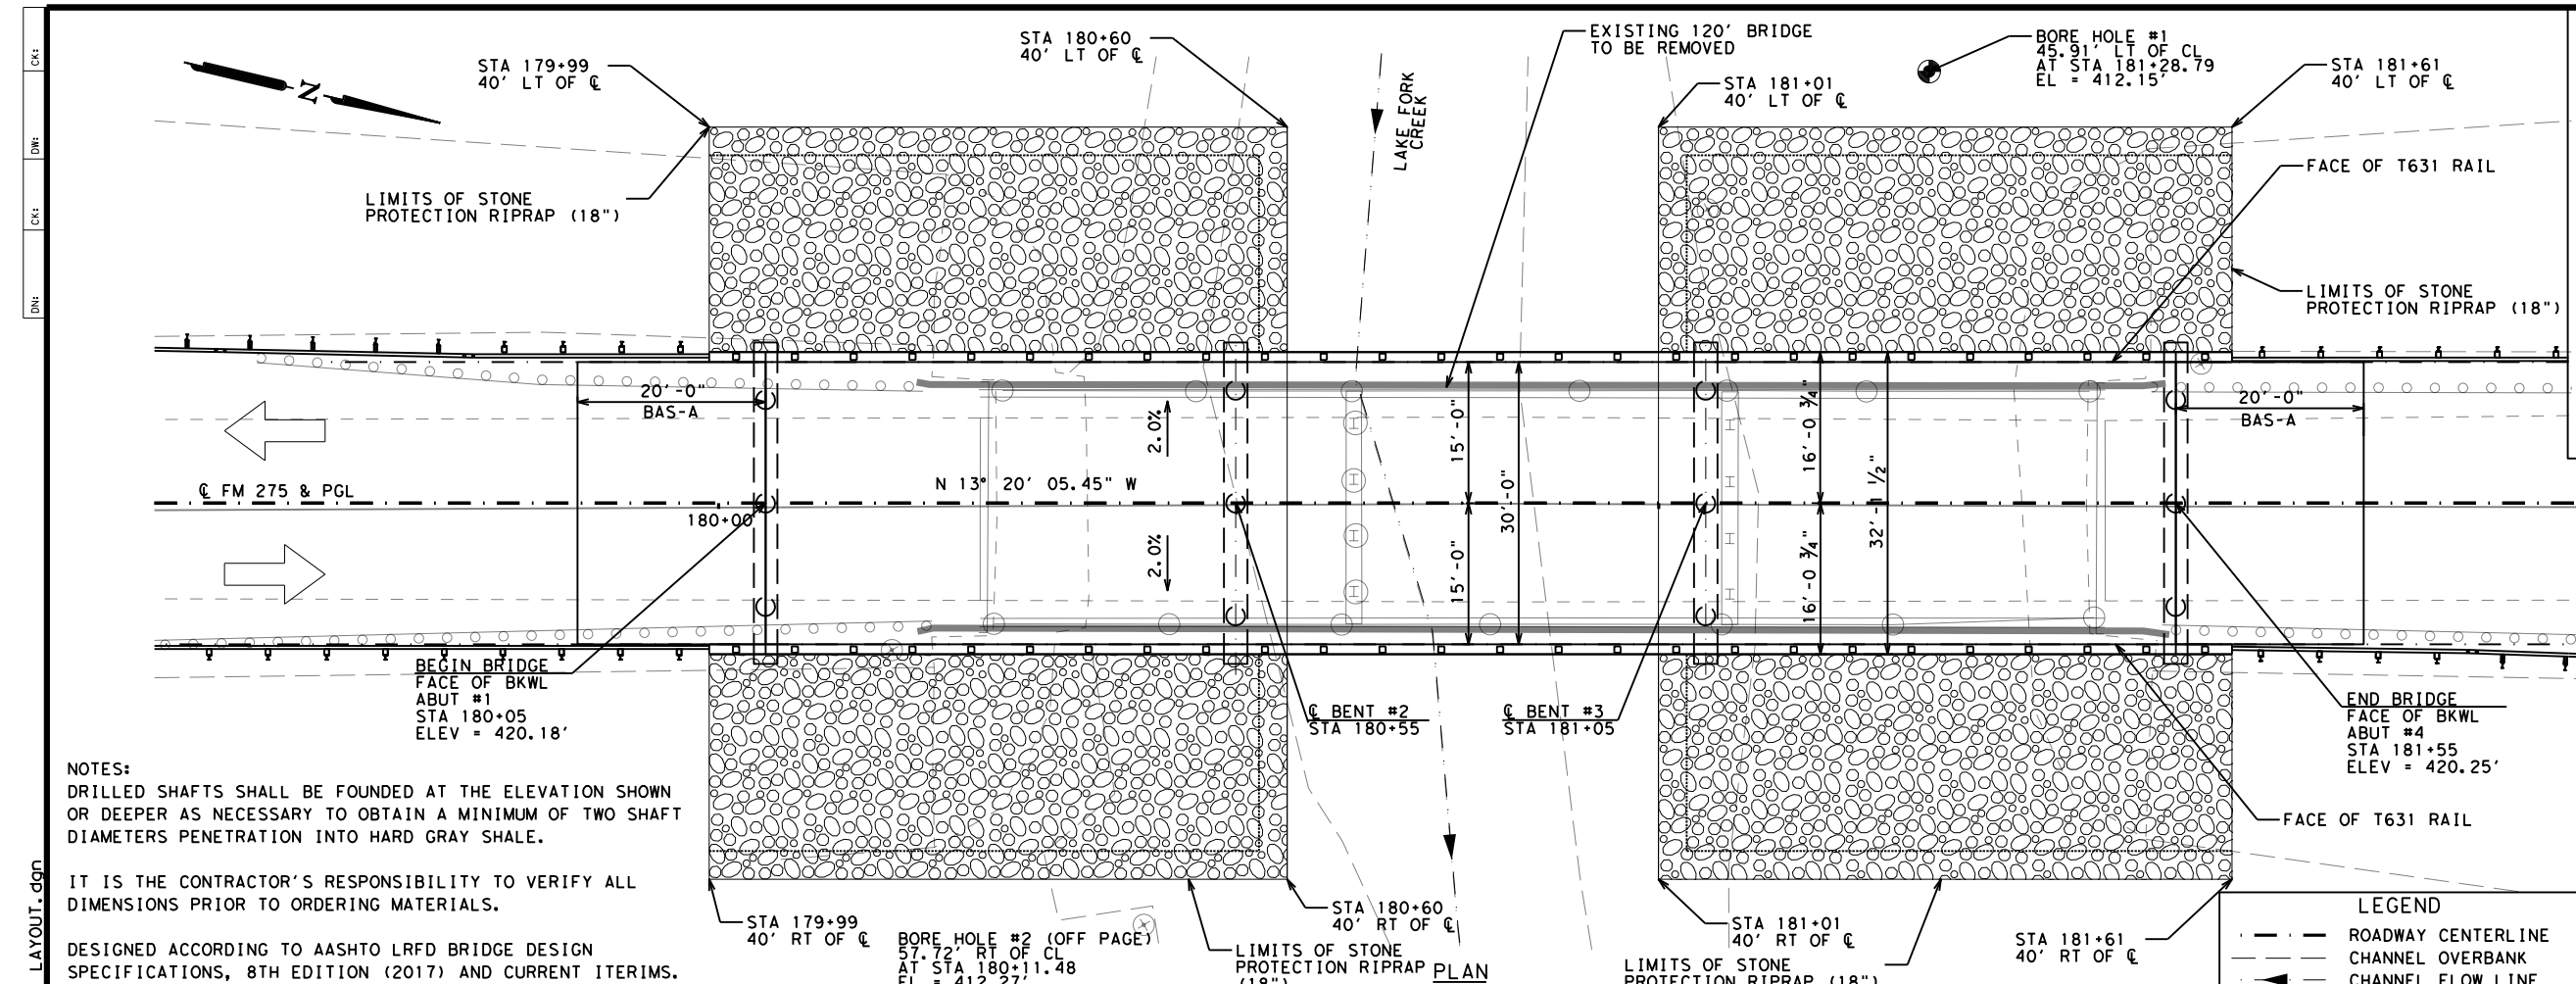 CK:
DW:
CK:
DN:
LAYOUT.dgn
N
STA 179+99
40' LT OF ℄
STA 180+60
40' LT OF ℄
LAKE FORK
CREEK
EXISTING 120' BRIDGE
TO BE REMOVED
STA 181+01
40' LT OF ℄
BORE HOLE #1
45.91' LT OF CL
AT STA 181+28.79
EL = 412.15'
STA 181+61
40' LT OF ℄
FACE OF T631 RAIL
LIMITS OF STONE
PROTECTION RIPRAP (18")
LIMITS OF STONE
PROTECTION RIPRAP (18")
20'-0"
BAS-A
2.0%
15'-0"
16'-0 ¾"
20'-0"
BAS-A
℄ FM 275 & PGL
180+00
N 13° 20' 05.45" W
30'-0"
32'-1 ½"
2.0%
15'-0"
16'-0 ¾"
BEGIN BRIDGE
FACE OF BKWL
ABUT #1
STA 180+05
ELEV = 420.18'
℄ BENT #2
STA 180+55
℄ BENT #3
STA 181+05
END BRIDGE
FACE OF BKWL
ABUT #4
STA 181+55
ELEV = 420.25'
FACE OF T631 RAIL
NOTES:
DRILLED SHAFTS SHALL BE FOUNDED AT THE ELEVATION SHOWN
OR DEEPER AS NECESSARY TO OBTAIN A MINIMUM OF TWO SHAFT
DIAMETERS PENETRATION INTO HARD GRAY SHALE.
IT IS THE CONTRACTOR'S RESPONSIBILITY TO VERIFY ALL
DIMENSIONS PRIOR TO ORDERING MATERIALS.
DESIGNED ACCORDING TO AASHTO LRFD BRIDGE DESIGN
SPECIFICATIONS, 8TH EDITION (2017) AND CURRENT ITERIMS.
STA 179+99
40' RT OF ℄
BORE HOLE #2 (OFF PAGE)
57.72' RT OF CL
AT STA 180+11.48
EL = 412.27'
STA 180+60
40' RT OF ℄
LIMITS OF STONE
PROTECTION RIPRAP
(18")
PLAN
STA 181+01
40' RT OF ℄
LIMITS OF STONE
PROTECTION RIPRAP (18")
STA 181+61
40' RT OF ℄
LEGEND
ROADWAY CENTERLINE
CHANNEL OVERBANK
CHANNEL FLOW LINE